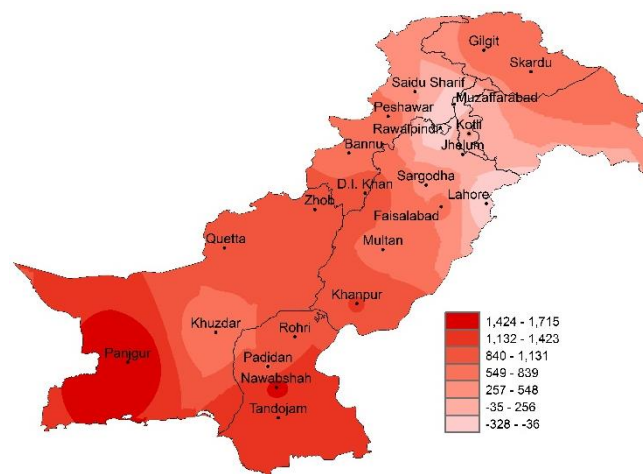 Gilgit
Skardu
Saidu Sharif
Muzaffarabad
Peshawar
Rawalpindi
Kotli
Bannu
Jhelum
D.I. Khan
Sargodha
Zhob
Lahore
Faisalabad
Quetta
Multan
Khanpur
Khuzdar
Rohri
Panjgur
Padidan
Nawabshah
Tandojam
1,424 - 1,715
1,132 - 1,423
840 - 1,131
549 - 839
257 - 548
-35 - 256
-328 - -36